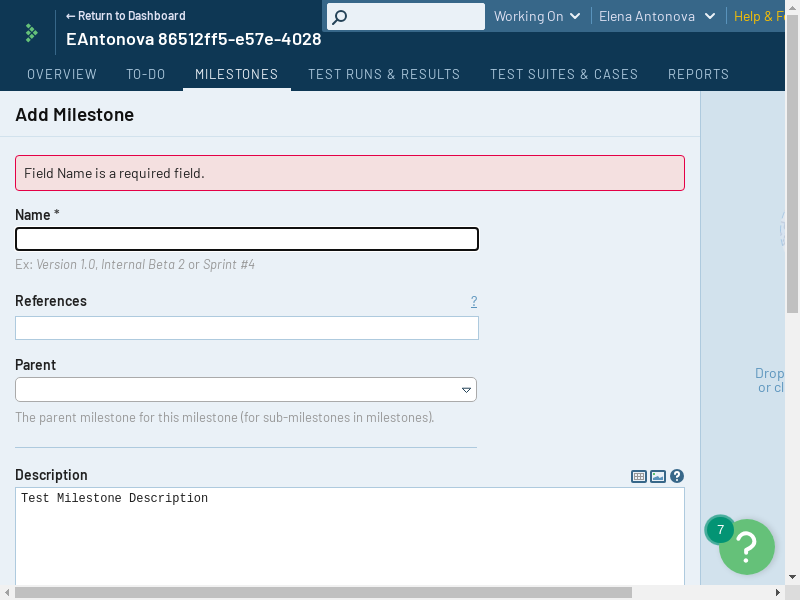 ← Return to Dashboard
EAntonova 86512ff5-e57e-4028
Working On
Elena Antonova
Help & Fe
OVERVIEW
TO-DO
MILESTONES
TEST RUNS & RESULTS
TEST SUITES & CASES
REPORTS
Add Milestone
Field Name is a required field.
Name *
Ex: Version 1.0, Internal Beta 2 or Sprint #4
References
?
Parent
The parent milestone for this milestone (for sub-milestones in milestones).
Drop
or cl
Description
?
Test Milestone Description
7
?